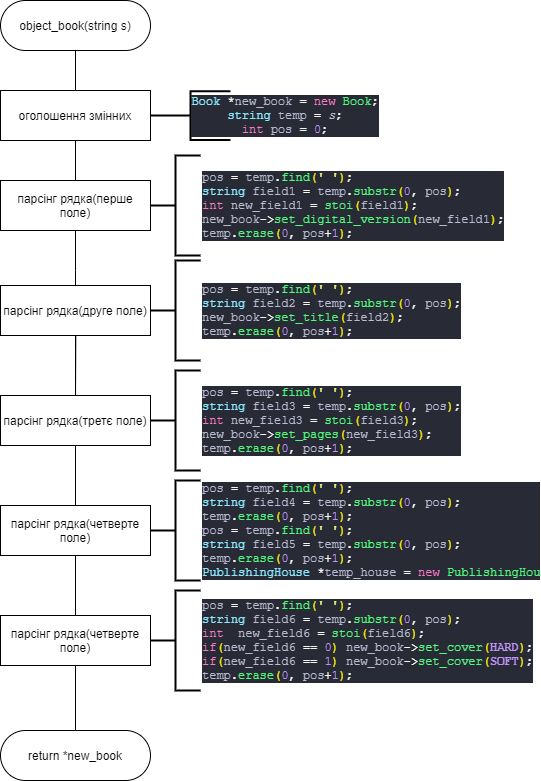 object_book(string s)
оголошення змінних
Book *new_book = new Book;
string temp = s;
int pos = 0;
парсінг рядка(перше
поле)
pos = temp.find(' ');
string field1 = temp.substr(0, pos);
int new_field1 = stoi(field1);
new_book->set_digital_version(new_field1);
temp.erase(0, pos+1);
парсінг рядка(друге поле)
pos = temp.find(' ');
string field2 = temp.substr(0, pos);
new_book->set_title(field2);
temp.erase(0, pos+1);
парсінг рядка(третє поле)
pos = temp.find(' ');
string field3 = temp.substr(0, pos);
int new_field3 = stoi(field3);
new_book->set_pages(new_field3);
temp.erase(0, pos+1);
парсінг рядка(четверте
поле)
pos = temp.find(' ');
string field4 = temp.substr(0, pos);
temp.erase(0, pos+1);
pos = temp.find(' ');
string field5 = temp.substr(0, pos);
temp.erase(0, pos+1);
PublishingHouse *temp_house = new PublishingHou
парсінг рядка(четверте
поле)
pos = temp.find(' ');
string field6 = temp.substr(0, pos);
int  new_field6 = stoi(field6);
if(new_field6 == 0) new_book->set_cover(HARD);
if(new_field6 == 1) new_book->set_cover(SOFT);
temp.erase(0, pos+1);
return *new_book